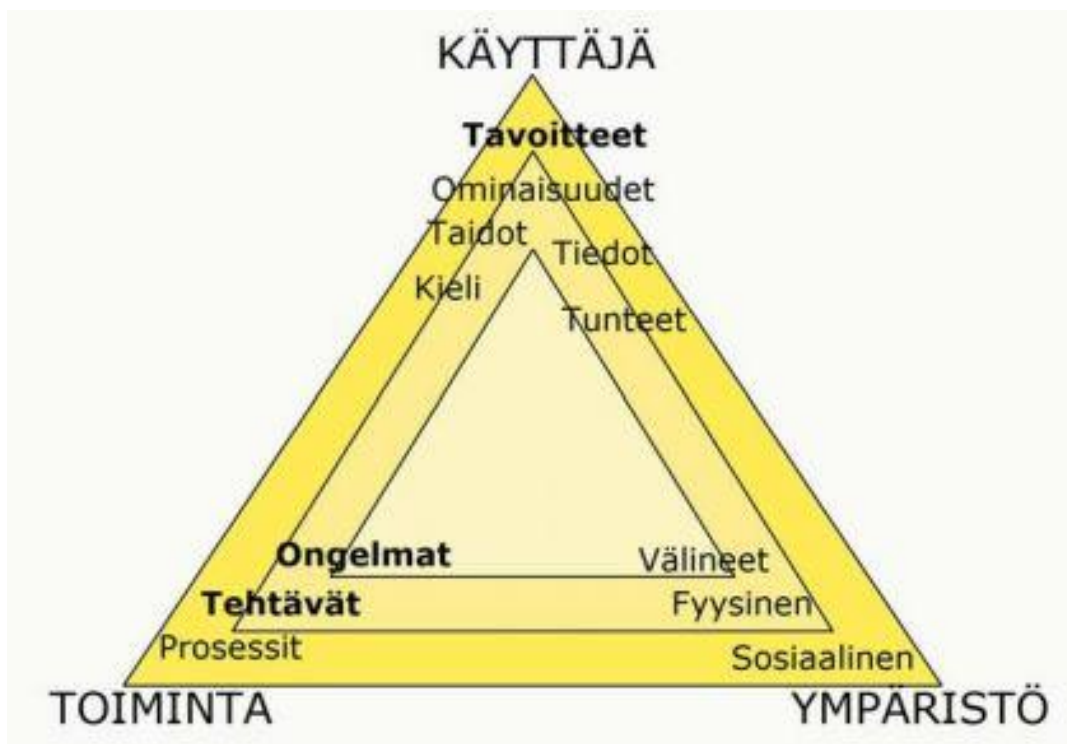 KÄYTTÄJÄ
Tavoitteet
Ominaisuudet
Taidot
Tiedot
Kieli
Tunteet
Ongelmat
Välineet
Tehtävät
Fyysinen
Prosessit
Sosiaalinen
TOIMINTA
YMPÄRISTÖ